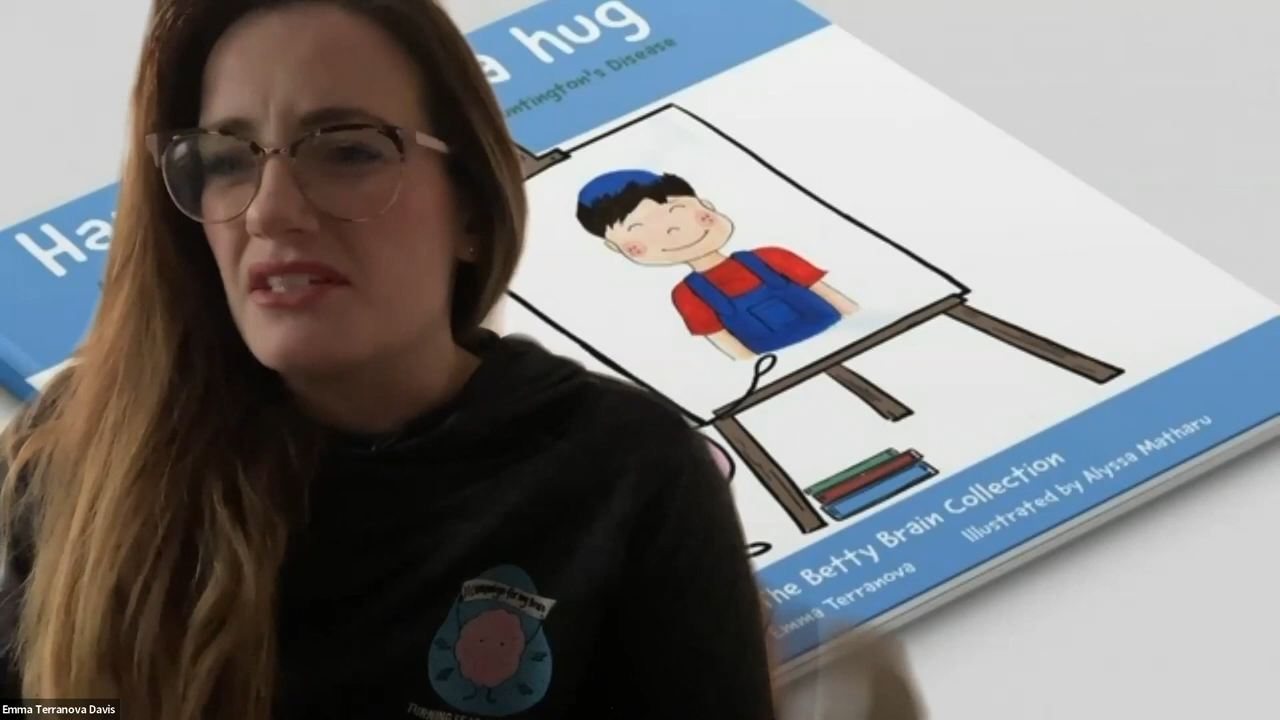 Ha
a hug
Huntington's Disease
The Betty Brain Collection
Illustrated by Alyssa Matharu
Emma Terranova
Emma Terranova Davis